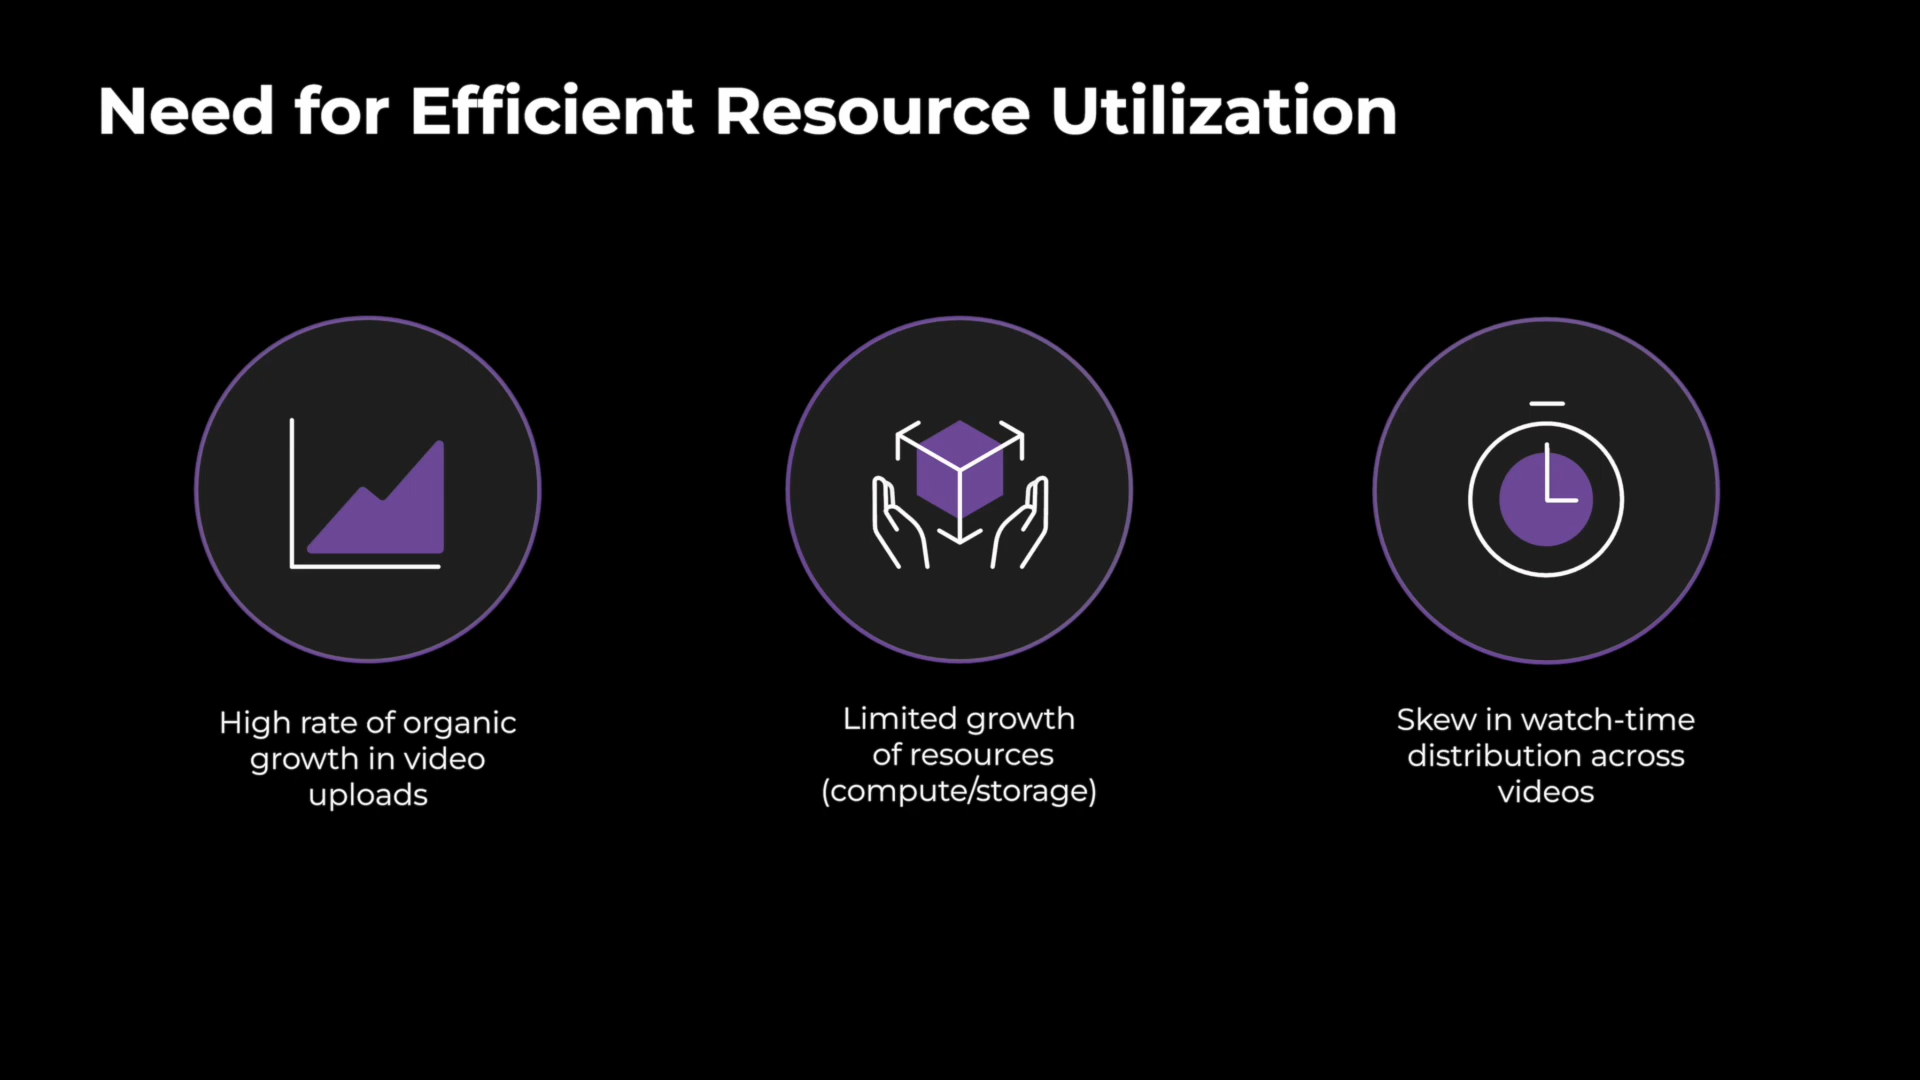 Need for Efficient Resource Utilization
High rate of organic
growth in video
uploads
Limited growth
of resources
(compute/storage)
Skew in watch-time
distribution across
videos